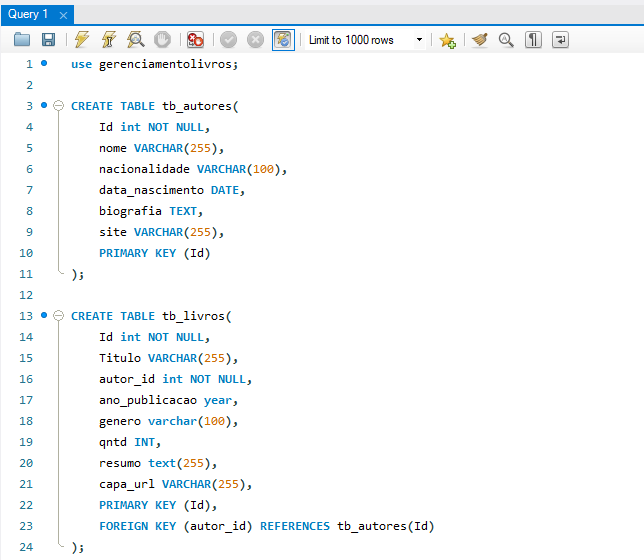 Query 1
Limit to 1000 rows
1 use gerenciamentolivros;
2
3 CREATE TABLE tb_autores(
4 Id int NOT NULL,
5 nome VARCHAR(255),
6 nacionalidade VARCHAR(100),
7 data_nascimento DATE,
8 biografia TEXT,
9 site VARCHAR(255),
10 PRIMARY KEY (Id)
11 );
12
13 CREATE TABLE tb_livros(
14 Id int NOT NULL,
15 Titulo VARCHAR(255),
16 autor_id int NOT NULL,
17 ano_publicacao year,
18 genero varchar(100),
19 qntd INT,
20 resumo text(255),
21 capa_url VARCHAR(255),
22 PRIMARY KEY (Id),
23 FOREIGN KEY (autor_id) REFERENCES tb_autores(Id)
24 );